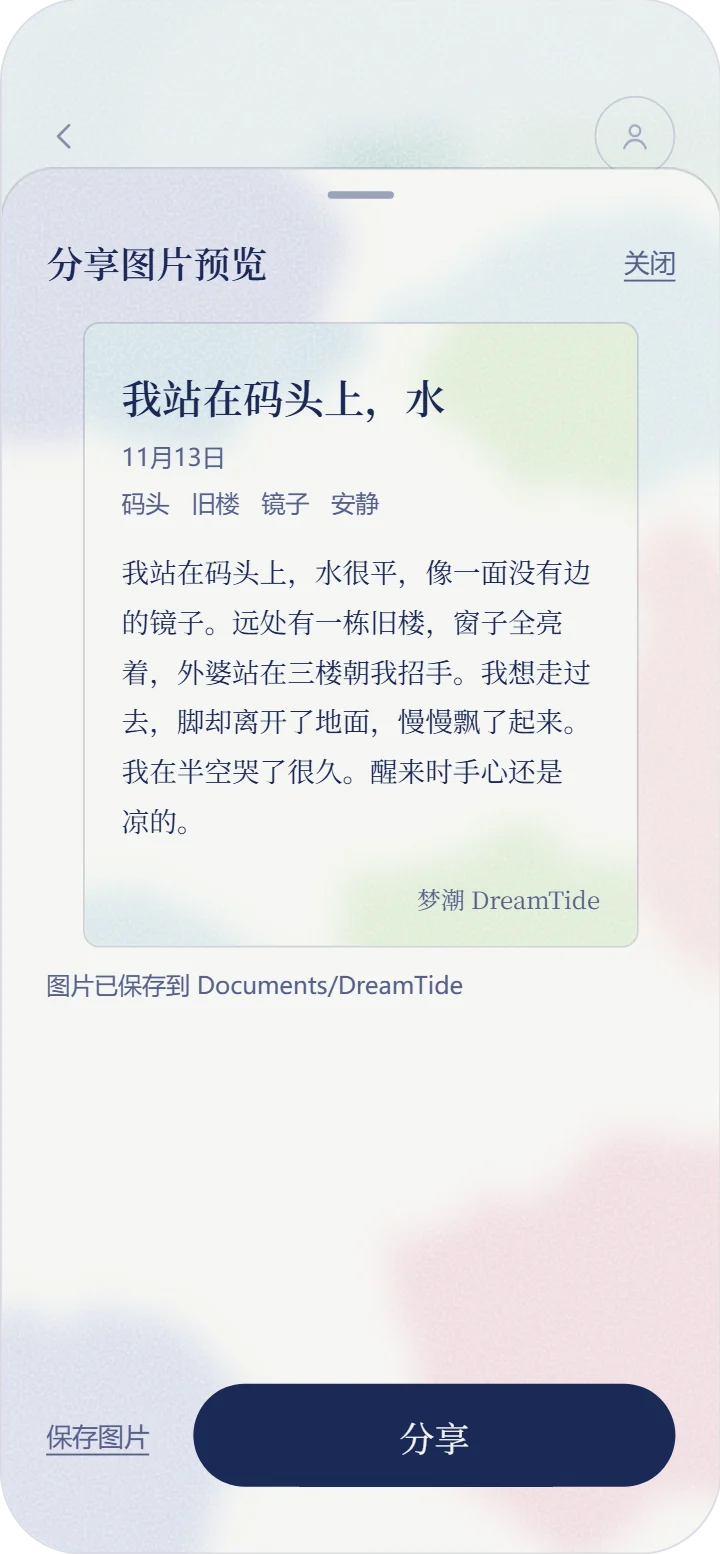 分享图片预览
关闭
我站在码头上，水
11月13日
码头 旧楼 镜子 安静
我站在码头上，水很平，像一面没有边
的镜子。远处有一栋旧楼，窗子全亮
着，外婆站在三楼朝我招手。我想走过
去，脚却离开了地面，慢慢飘了起来。
我在半空哭了很久。醒来时手心还是
凉的。
梦潮 DreamTide
图片已保存到 Documents/DreamTide
保存图片
分享